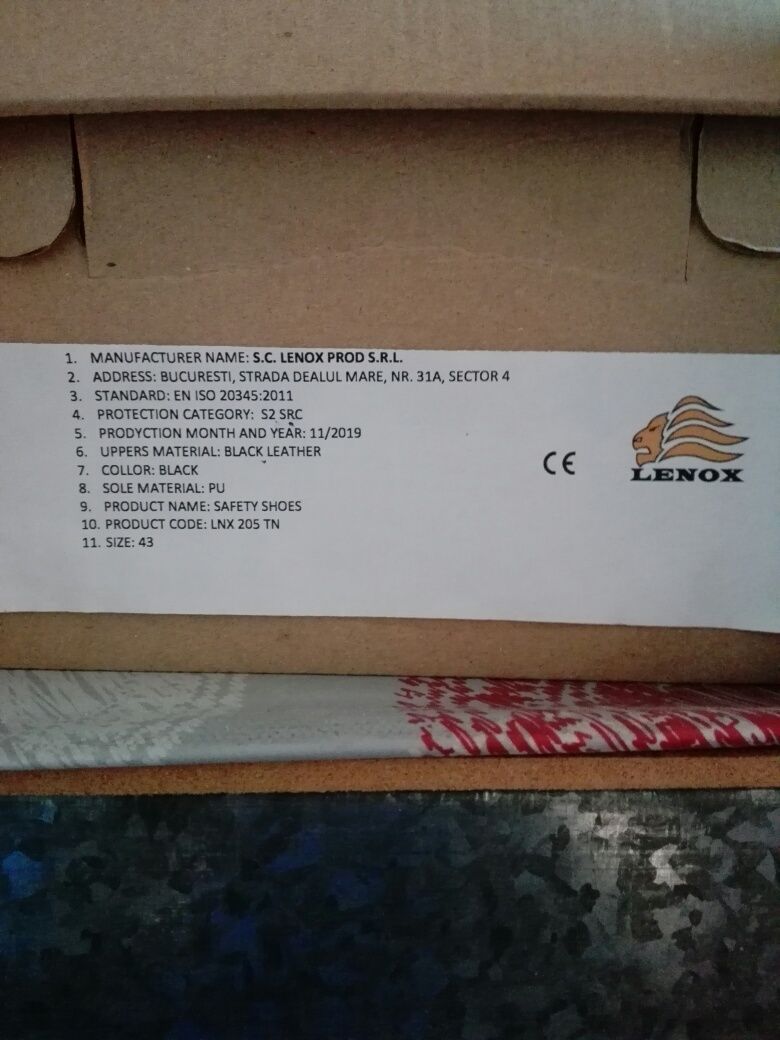 1. MANUFACTURER NAME: S.C. LENOX PROD S.R.L.
2. ADDRESS: BUCURESTI, STRADA DEALUL MARE, NR. 31A, SECTOR 4
3. STANDARD: EN ISO 20345:2011
4. PROTECTION CATEGORY: S2 SRC
5. PRODYCTION MONTH AND YEAR: 11/2019
6. UPPERS MATERIAL: BLACK LEATHER
7. COLLOR: BLACK
8. SOLE MATERIAL: PU
9. PRODUCT NAME: SAFETY SHOES
10. PRODUCT CODE: LNX 205 TN
11. SIZE: 43
CE
LENOX